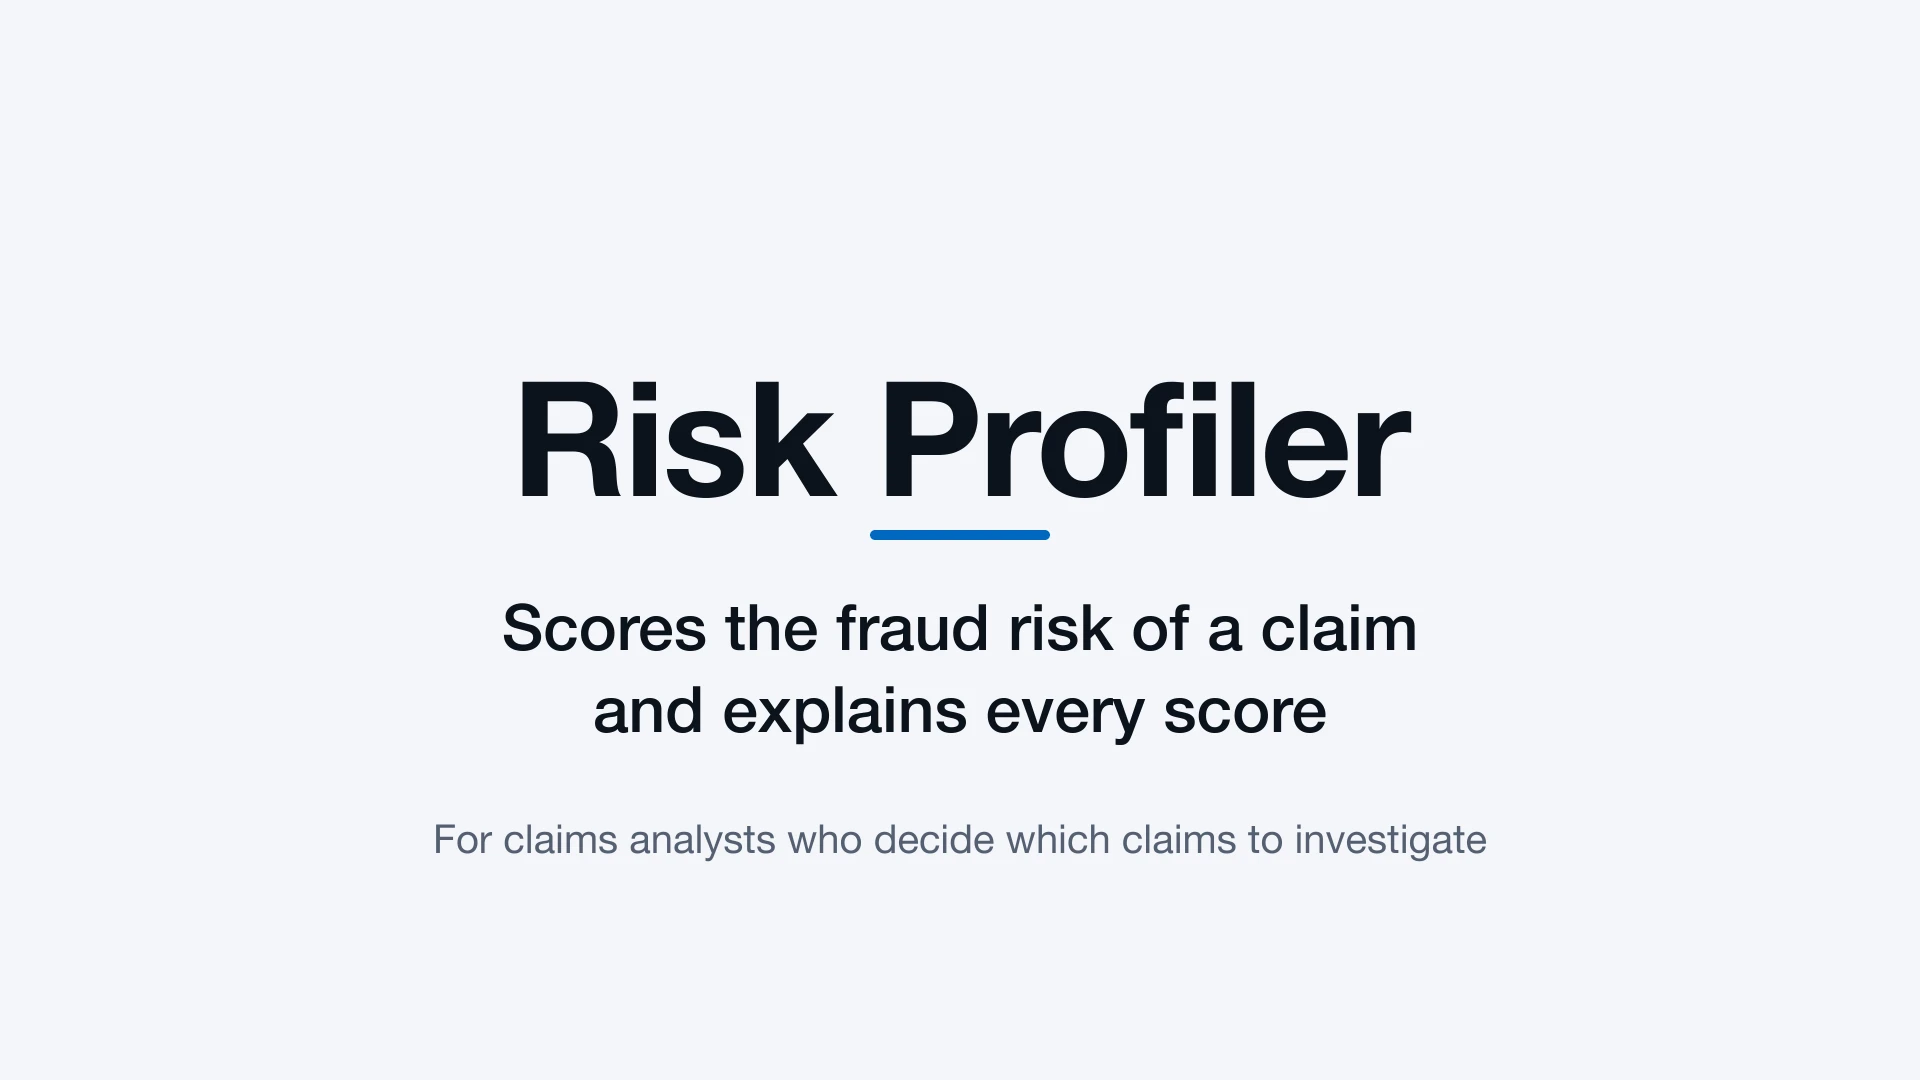 Risk Profiler
Scores the fraud risk of a claim
and explains every score
For claims analysts who decide which claims to investigate